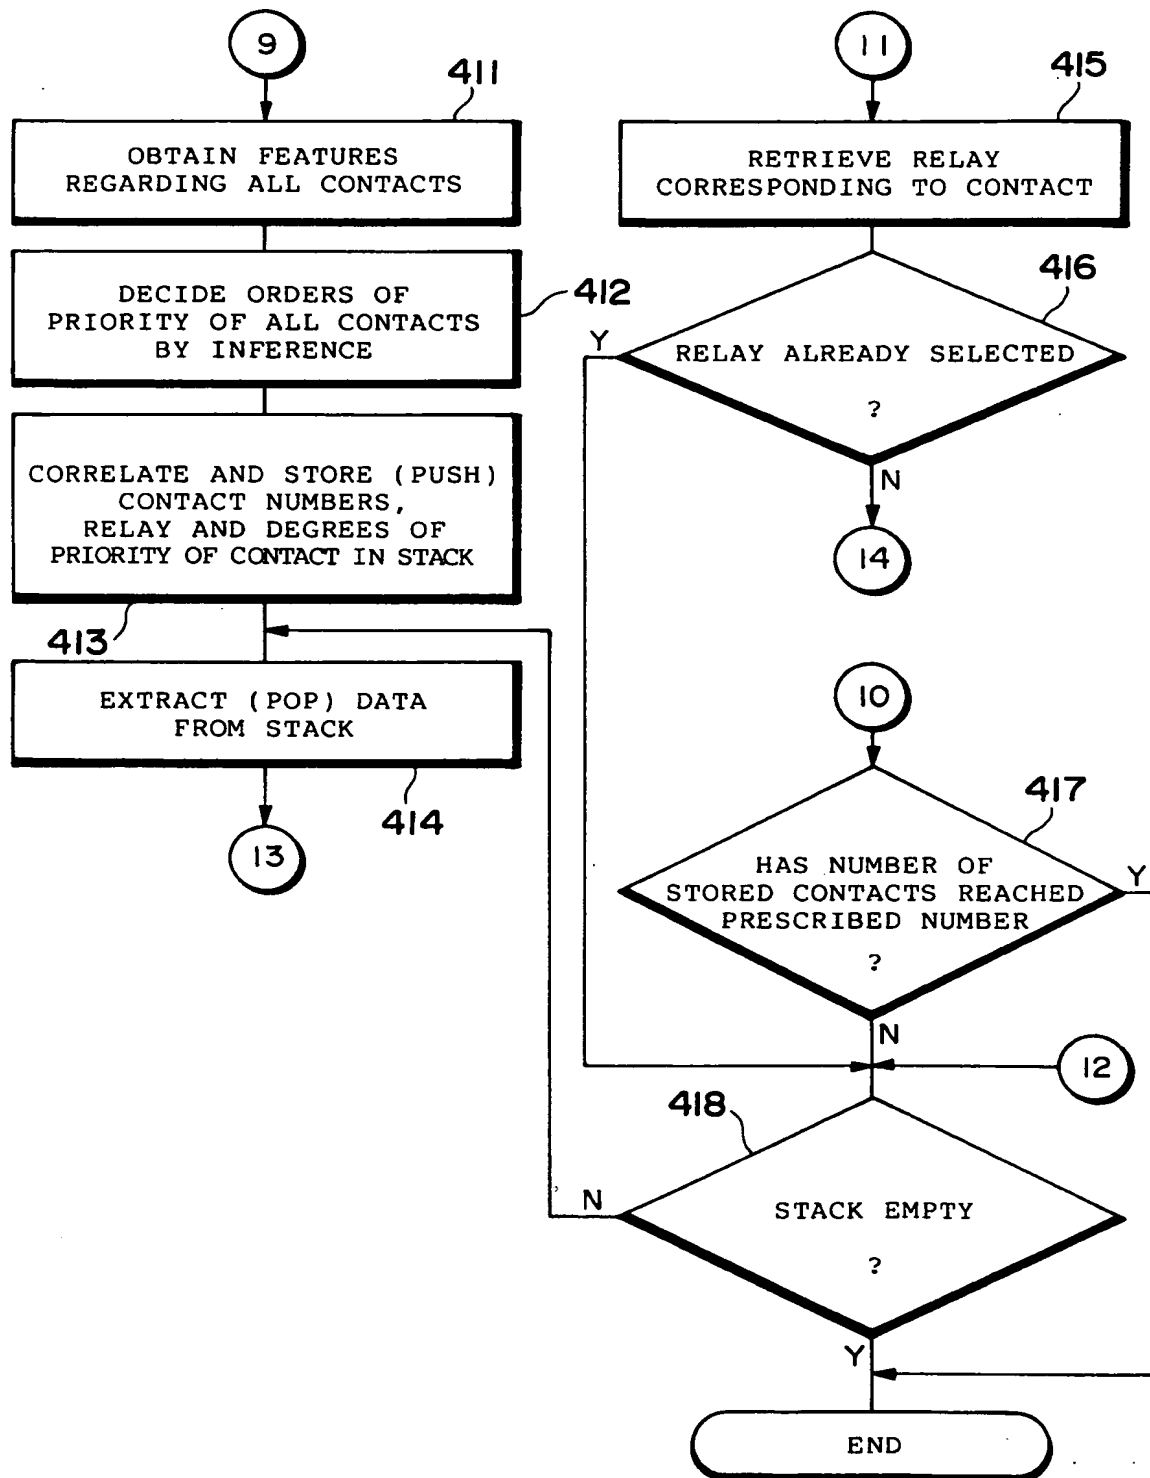 9
411
OBTAIN FEATURES
REGARDING ALL CONTACTS
DECIDE ORDERS OF
PRIORITY OF ALL CONTACTS
BY INFERENCE
412
CORRELATE AND STORE (PUSH)
CONTACT NUMBERS,
RELAY AND DEGREES OF
PRIORITY OF CONTACT IN STACK
413
EXTRACT (POP) DATA
FROM STACK
414
13
11
415
RETRIEVE RELAY
CORRESPONDING TO CONTACT
416
Y
RELAY ALREADY SELECTED
?
N
14
10
417
HAS NUMBER OF
STORED CONTACTS REACHED
PRESCRIBED NUMBER
?
Y
N
12
418
N
STACK EMPTY
?
Y
END